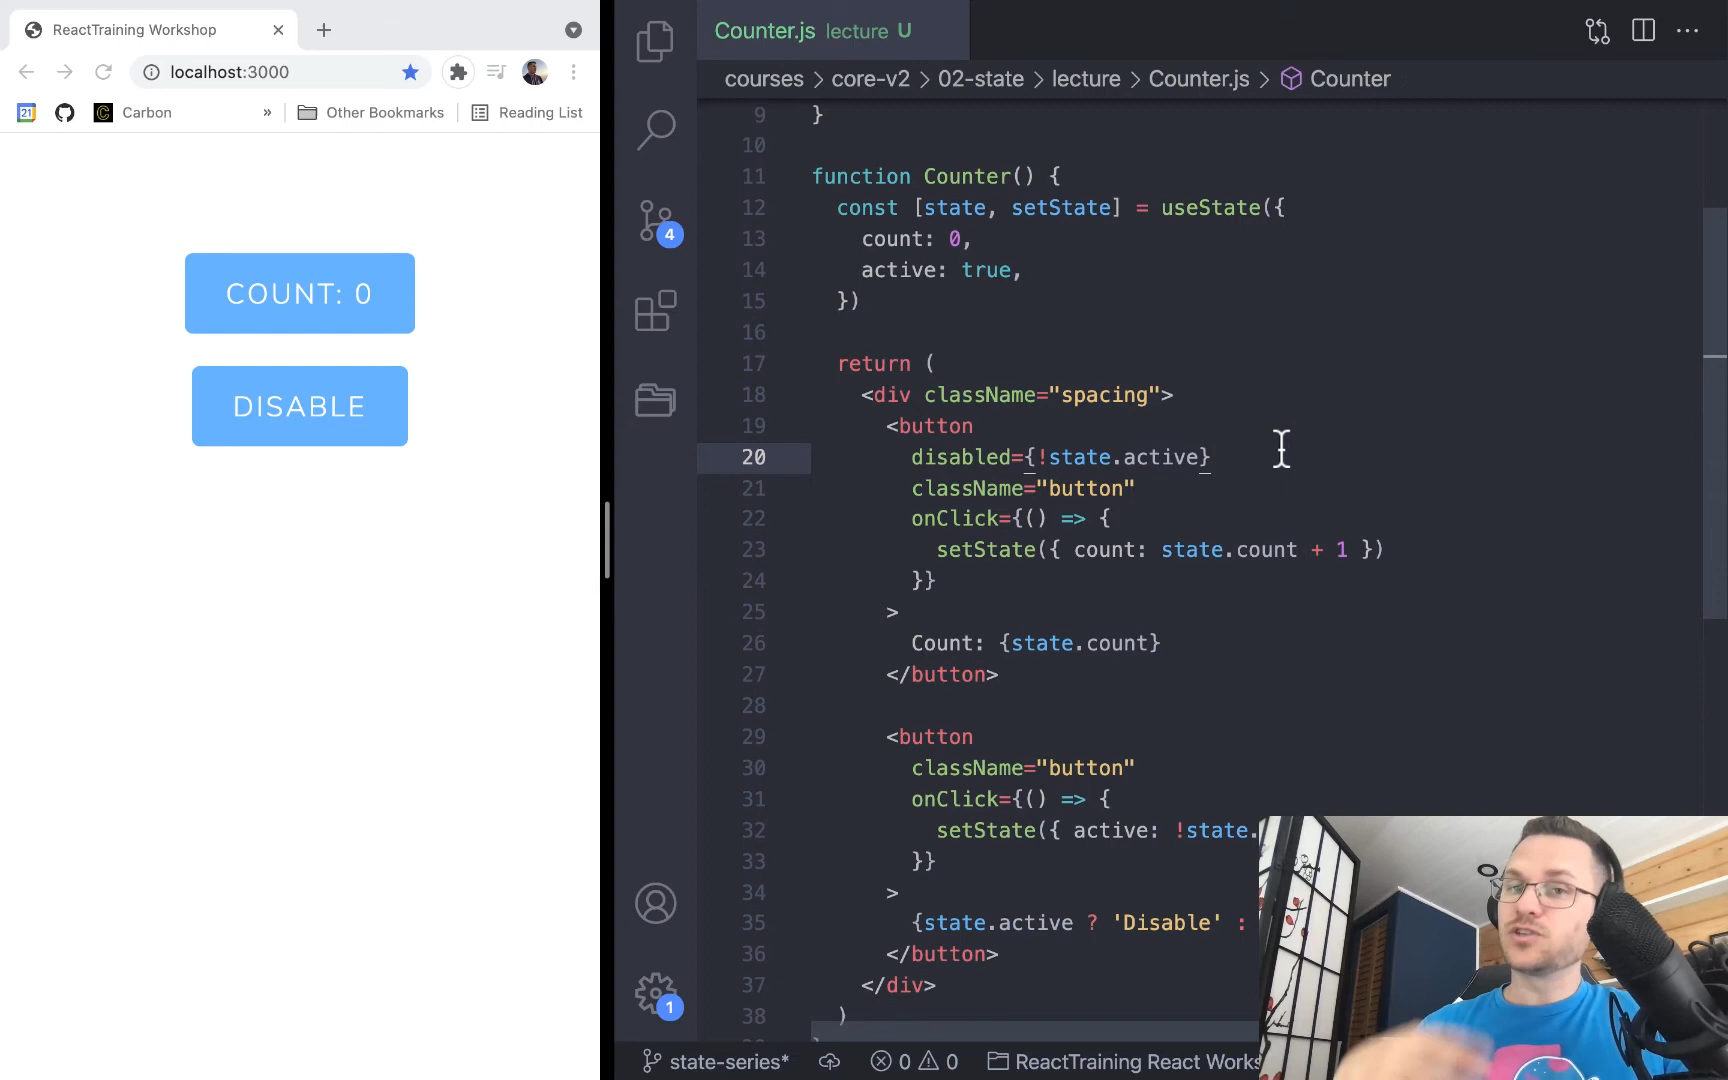 ReactTraining Workshop
localhost:3000
21
C Carbon
»
Other Bookmarks
Reading List
COUNT: 0
DISABLE
4
1
Counter.js lecture U
courses > core-v2 > 02-state > lecture > Counter.js > Counter
9 }
10
11 function Counter() {
12 const [state, setState] = useState({
13 count: 0,
14 active: true,
15 })
16
17 return (
18 <div className="spacing">
19 <button
20 disabled={!state.active}
21 className="button"
22 onClick={() => {
23 setState({ count: state.count + 1 })
24 }}
25 >
26 Count: {state.count}
27 </button>
28
29 <button
30 className="button"
31 onClick={() => {
32 setState({ active: !state.
33 }}
34 >
35 {state.active ? 'Disable' :
36 </button>
37 </div>
38 )
state-series* 0 0 ReactTraining React Works